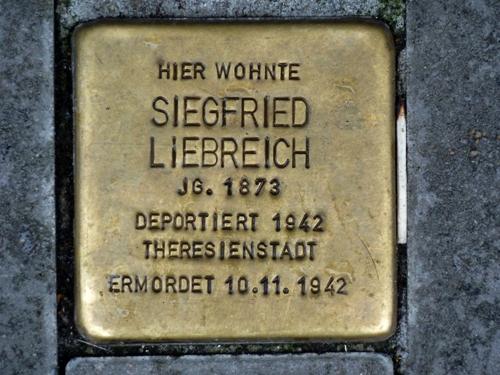 HIER WOHNTE
SIEGFRIED
LIEBREICH
JG. 1873
DEPORTIERT 1942
THERESIENSTADT
ERMORDET 10.11. 1942